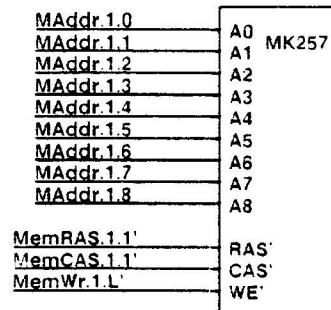 MAddr.1.0 A0
MAddr.1.1 A1 MK257
MAddr.1.2 A2
MAddr.1.3 A3
MAddr.1.4 A4
MAddr.1.5 A5
MAddr.1.6 A6
MAddr.1.7 A7
MAddr.1.8 A8
MemRAS.1.1' RAS'
MemCAS.1.1' CAS'
MemWr.1.L' WE'